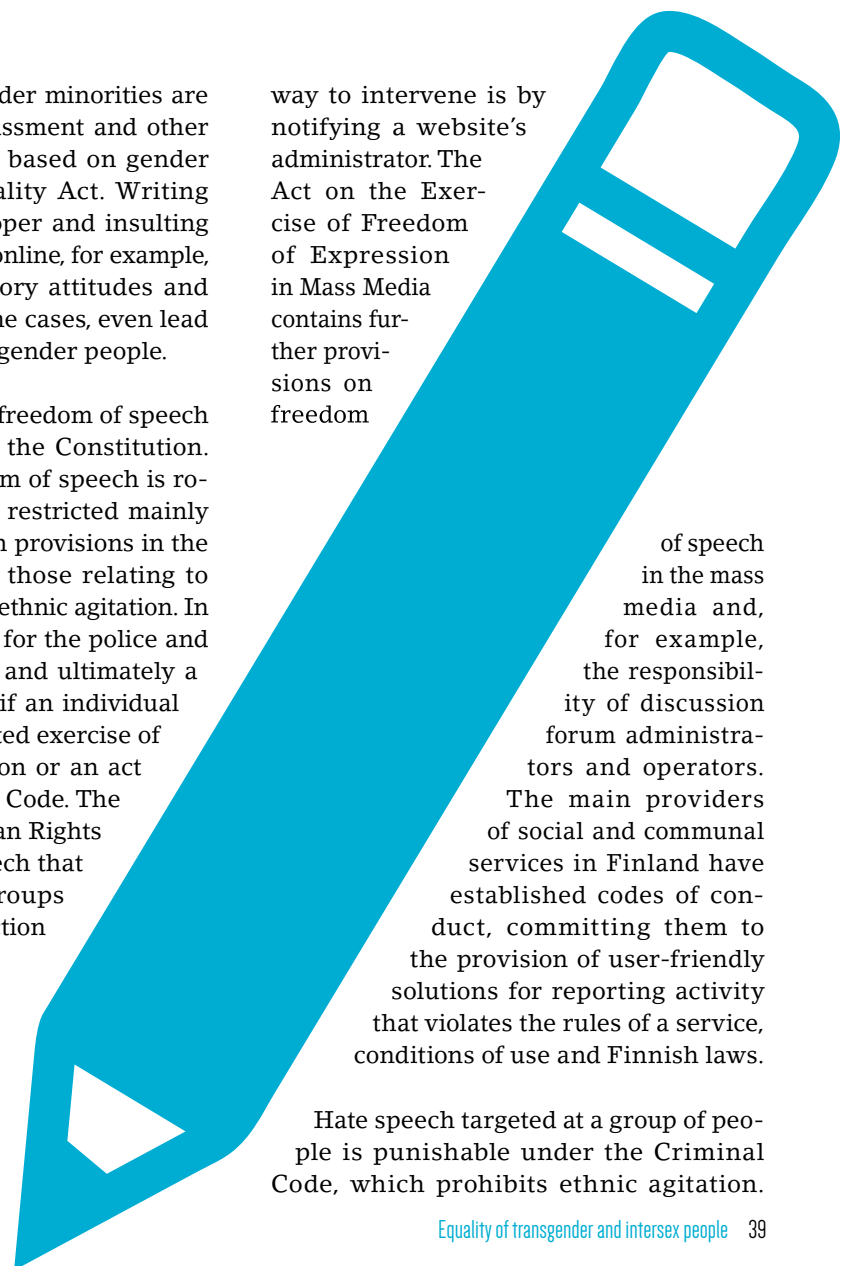 der minorities are
ssment and other
based on gender
ality Act. Writing
per and insulting
online, for example,
ory attitudes and
ne cases, even lead
gender people.
freedom of speech
the Constitution.
m of speech is ro-
restricted mainly
n provisions in the
those relating to
ethnic agitation. In
for the police and
and ultimately a
if an individual
ted exercise of
on or an act
Code. The
an Rights
ech that
roups
tion
way to intervene is by
notifying a website's
administrator. The
Act on the Exer-
cise of Freedom
of Expression
in Mass Media
contains fur-
ther provi-
sions on
freedom
of speech
in the mass
media and,
for example,
the responsibil-
ity of discussion
forum administra-
tors and operators.
The main providers
of social and communal
services in Finland have
established codes of con-
duct, committing them to
the provision of user-friendly
solutions for reporting activity
that violates the rules of a service,
conditions of use and Finnish laws.
Hate speech targeted at a group of peo-
ple is punishable under the Criminal
Code, which prohibits ethnic agitation.
Equality of transgender and intersex people 39